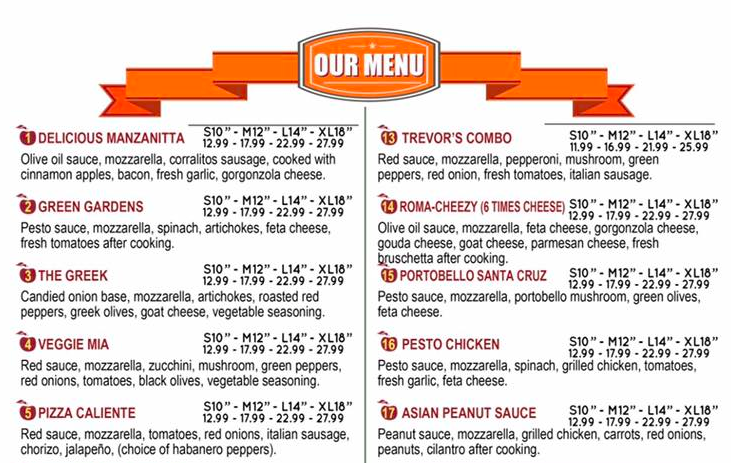 OUR MENU
1 DELICIOUS MANZANITTA S10" - M12" - L14" - XL18"
12.99 - 17.99 - 22.99 - 27.99
Olive oil sauce, mozzarella, corralitos sausage, cooked with
cinnamon apples, bacon, fresh garlic, gorgonzola cheese.
2 GREEN GARDENS S10" - M12" - L14" - XL18"
12.99 - 17.99 - 22.99 - 27.99
Pesto sauce, mozzarella, spinach, artichokes, feta cheese,
fresh tomatoes after cooking.
3 THE GREEK S10" - M12" - L14" - XL18"
12.99 - 17.99 - 22.99 - 27.99
Candied onion base, mozzarella, artichokes, roasted red
peppers, greek olives, goat cheese, vegetable seasoning.
4 VEGGIE MIA S10" - M12" - L14" - XL18"
12.99 - 17.99 - 22.99 - 27.99
Red sauce, mozzarella, zucchini, mushroom, green peppers,
red onions, tomatoes, black olives, vegetable seasoning.
5 PIZZA CALIENTE S10" - M12" - L14" - XL18"
12.99 - 17.99 - 22.99 - 27.99
Red sauce, mozzarella, tomatoes, red onions, italian sausage,
chorizo, jalapeño, (choice of habanero peppers).
13 TREVOR'S COMBO S10" - M12" - L14" - XL18"
11.99 - 16.99 - 21.99 - 25.99
Red sauce, mozzarella, pepperoni, mushroom, green
peppers, red onion, fresh tomatoes, italian sausage.
14 ROMA-CHEEZY (6 TIMES CHEESE) S10" - M12" - L14" - XL18"
12.99 - 17.99 - 22.99 - 27.99
Olive oil sauce, mozzarella, feta cheese, gorgonzola cheese,
gouda cheese, goat cheese, parmesan cheese, fresh
bruschetta after cooking.
15 PORTOBELLO SANTA CRUZ S10" - M12" - L14" - XL18"
12.99 - 17.99 - 22.99 - 27.99
Pesto sauce, mozzarella, portobello mushroom, green olives,
feta cheese.
16 PESTO CHICKEN S10" - M12" - L14" - XL18"
12.99 - 17.99 - 22.99 - 27.99
Pesto sauce, mozzarella, spinach, grilled chicken, tomatoes,
fresh garlic, feta cheese.
17 ASIAN PEANUT SAUCE S10" - M12" - L14" - XL18"
12.99 - 17.99 - 22.99 - 27.99
Peanut sauce, mozzarella, grilled chicken, carrots, red onions,
peanuts, cilantro after cooking.